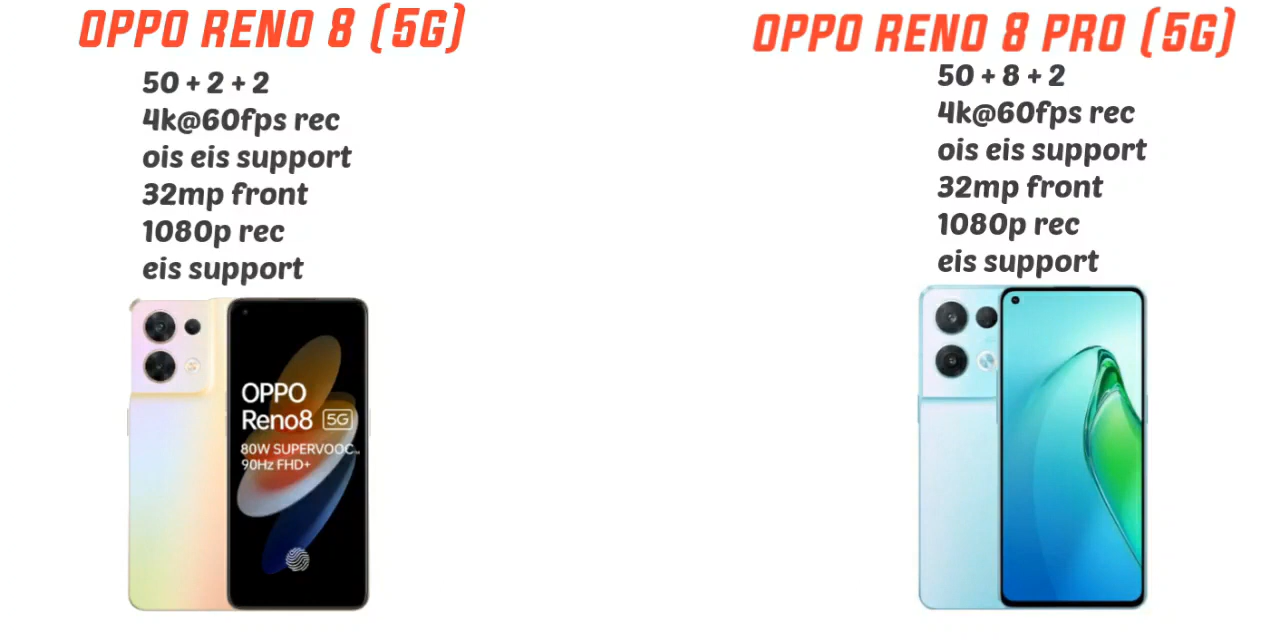 OPPO RENO 8 (5G)
50 + 2 + 2
4k@60fps rec
ois eis support
32mp front
1080p rec
eis support
OPPO
Reno8 5G
80W SUPERVOOC™
90Hz FHD+
OPPO RENO 8 PRO (5G)
50 + 8 + 2
4k@60fps rec
ois eis support
32mp front
1080p rec
eis support